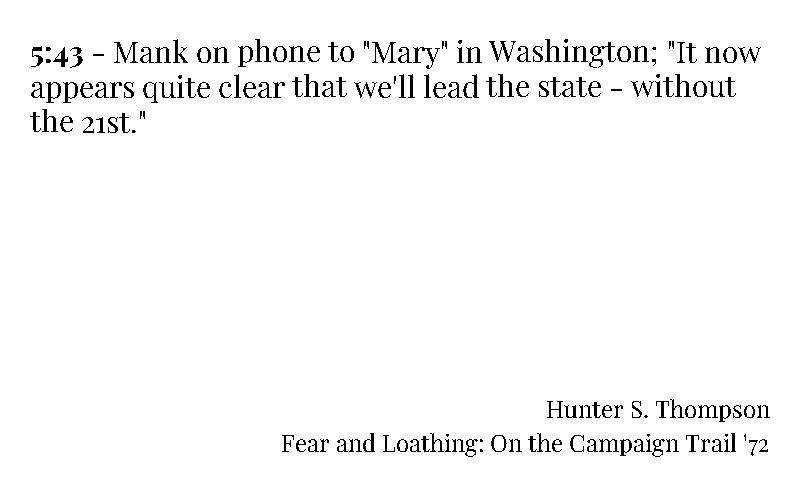 5:43 - Mank on phone to "Mary" in Washington; "It now
appears quite clear that we'll lead the state - without
the 21st."
Hunter S. Thompson
Fear and Loathing: On the Campaign Trail '72